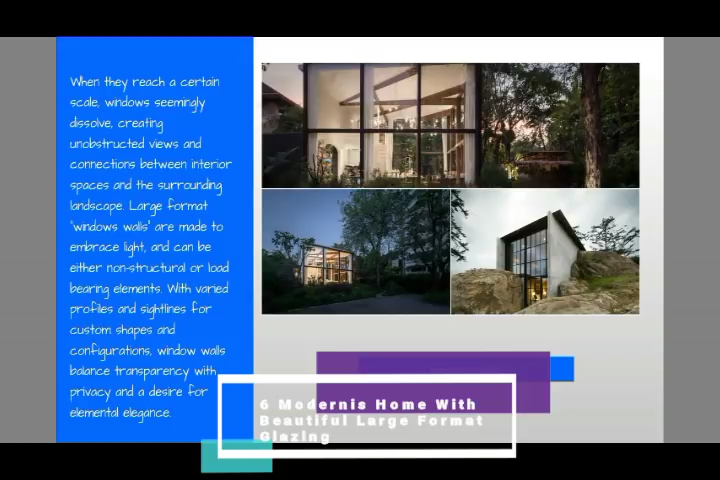 When they reach a certain
scale, windows seemingly
dissolve, creating
unobstructed views and
connections between interior
spaces and the surrounding
landscape. Large format
"windows walls" are made to
embrace light, and can be
either non-structural or load
bearing elements. With varied
profiles and sightlines for
custom shapes and
configurations, window walls
balance transparency with
privacy and a desire for
elemental elegance.
6 Modernis Home With
Beautiful Large Format
Glazing